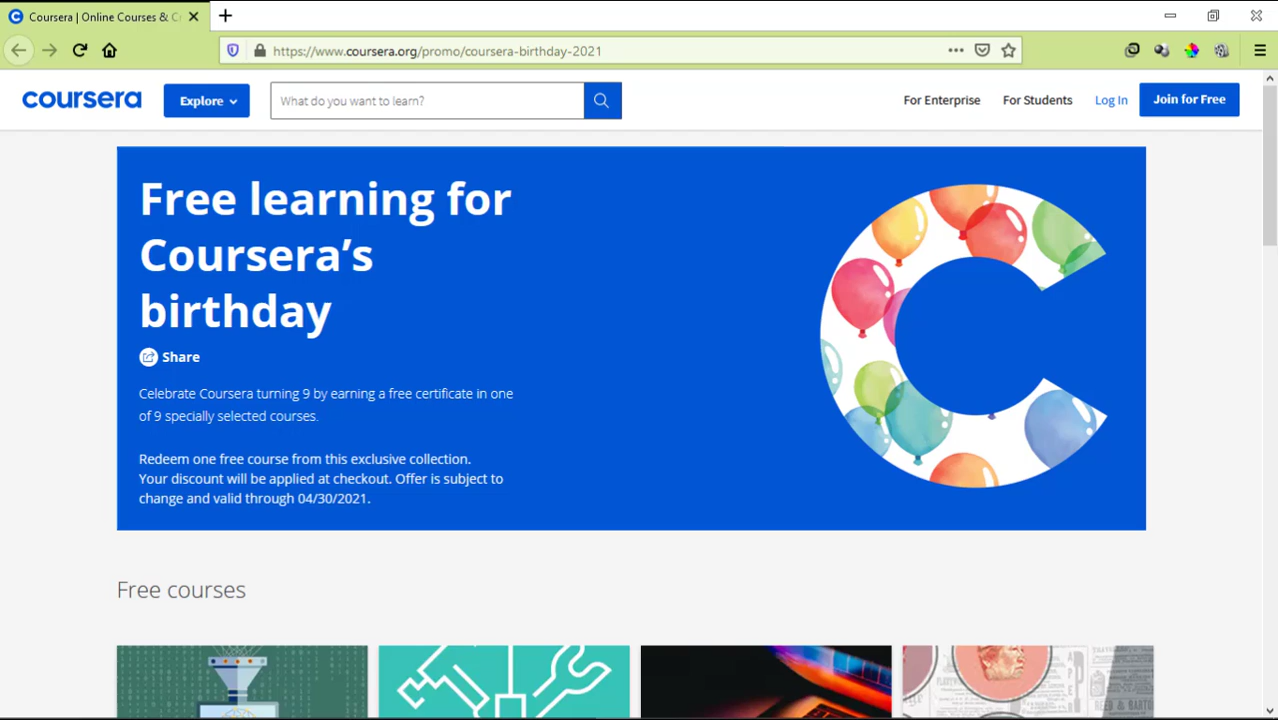 Coursera | Online Courses & C
https://www.coursera.org/promo/coursera-birthday-2021
coursera
Explore
What do you want to learn?
For Enterprise
For Students
Log In
Join for Free
Free learning for
Coursera’s
birthday
Share
Celebrate Coursera turning 9 by earning a free certificate in one
of 9 specially selected courses.
Redeem one free course from this exclusive collection.
Your discount will be applied at checkout. Offer is subject to
change and valid through 04/30/2021.
Free courses